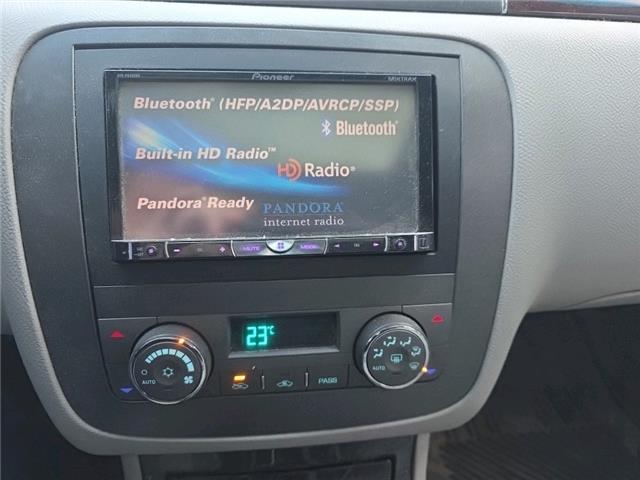 Pioneer MIXTRAX
Bluetooth® (HFP/A2DP/AVRCP/SSP)
Bluetooth®
Built-in HD Radio™
HD Radio®
Pandora® Ready PANDORA®
internet radio
MUTE MODE
23°C
AUTO AUTO
PASS